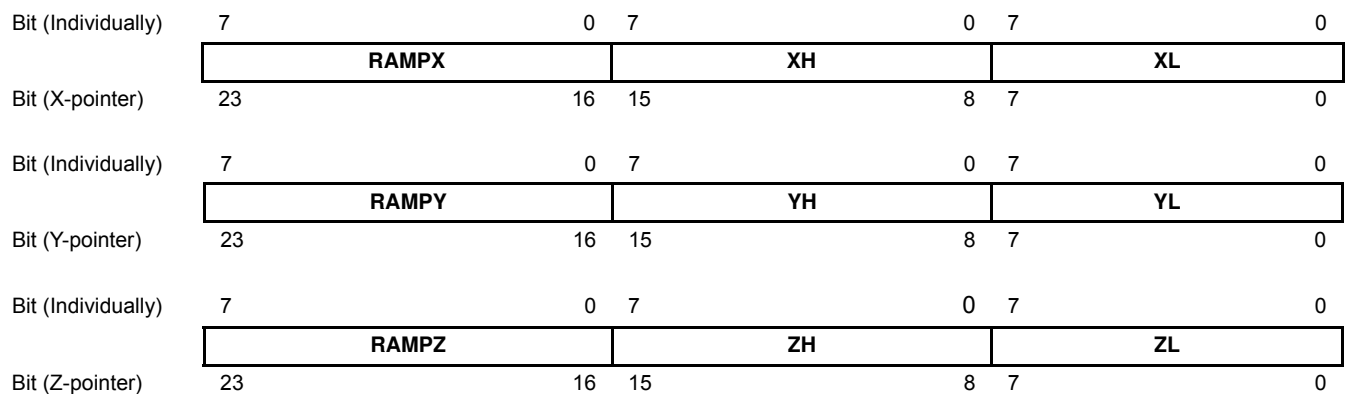 Bit (Individually) 7 0 7 0 7 0
RAMPX XH XL
Bit (X-pointer) 23 16 15 8 7 0
Bit (Individually) 7 0 7 0 7 0
RAMPY YH YL
Bit (Y-pointer) 23 16 15 8 7 0
Bit (Individually) 7 0 7 0 7 0
RAMPZ ZH ZL
Bit (Z-pointer) 23 16 15 8 7 0